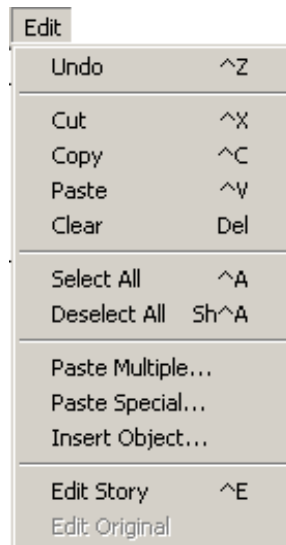 Edit
Undo ^Z
Cut ^X
Copy ^C
Paste ^V
Clear Del
Select All ^A
Deselect All Sh^A
Paste Multiple...
Paste Special...
Insert Object...
Edit Story ^E
Edit Original